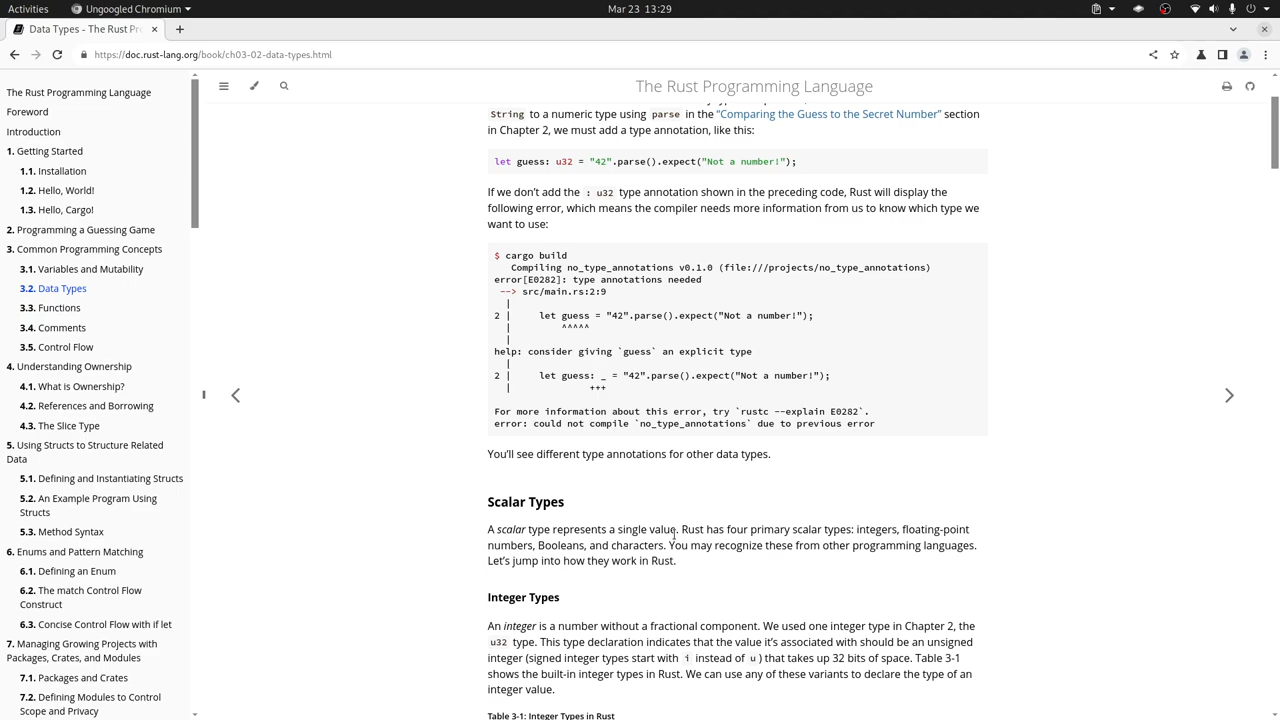 Activities
Ungoogled Chromium
Mar 23 13:29
Data Types - The Rust Pr
https://doc.rust-lang.org/book/ch03-02-data-types.html
The Rust Programming Language
Foreword
Introduction
1. Getting Started
1.1. Installation
1.2. Hello, World!
1.3. Hello, Cargo!
2. Programming a Guessing Game
3. Common Programming Concepts
3.1. Variables and Mutability
3.2. Data Types
3.3. Functions
3.4. Comments
3.5. Control Flow
4. Understanding Ownership
4.1. What is Ownership?
4.2. References and Borrowing
4.3. The Slice Type
5. Using Structs to Structure Related
Data
5.1. Defining and Instantiating Structs
5.2. An Example Program Using
Structs
5.3. Method Syntax
6. Enums and Pattern Matching
6.1. Defining an Enum
6.2. The match Control Flow
Construct
6.3. Concise Control Flow with if let
7. Managing Growing Projects with
Packages, Crates, and Modules
7.1. Packages and Crates
7.2. Defining Modules to Control
Scope and Privacy
The Rust Programming Language
String to a numeric type using parse in the “Comparing the Guess to the Secret Number” section
in Chapter 2, we must add a type annotation, like this:
let guess: u32 = "42".parse().expect("Not a number!");
If we don’t add the : u32 type annotation shown in the preceding code, Rust will display the
following error, which means the compiler needs more information from us to know which type we
want to use:
$ cargo build
Compiling no_type_annotations v0.1.0 (file:///projects/no_type_annotations)
error[E0282]: type annotations needed
--> src/main.rs:2:9
|
2 | let guess = "42".parse().expect("Not a number!");
| ^^^^^
|
help: consider giving `guess` an explicit type
|
2 | let guess: _ = "42".parse().expect("Not a number!");
| +++
For more information about this error, try `rustc --explain E0282`.
error: could not compile `no_type_annotations` due to previous error
You’ll see different type annotations for other data types.
Scalar Types
A scalar type represents a single value. Rust has four primary scalar types: integers, floating-point
numbers, Booleans, and characters. You may recognize these from other programming languages.
Let’s jump into how they work in Rust.
Integer Types
An integer is a number without a fractional component. We used one integer type in Chapter 2, the
u32 type. This type declaration indicates that the value it’s associated with should be an unsigned
integer (signed integer types start with i instead of u) that takes up 32 bits of space. Table 3-1
shows the built-in integer types in Rust. We can use any of these variants to declare the type of an
integer value.
Table 3-1: Integer Types in Rust